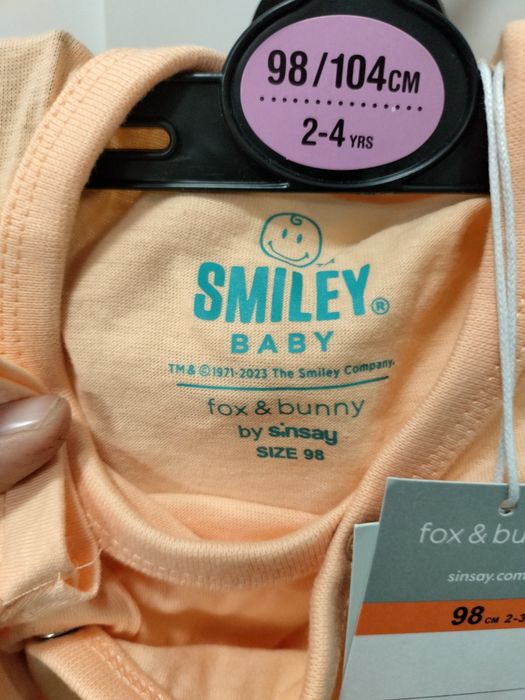 98/104CM
2-4 YRS
SMILEY®
BABY
TM & ©1971-2023 The Smiley Company.
fox & bunny
by sinsay
SIZE 98
fox & bu
sinsay.com
98 CM 2-3